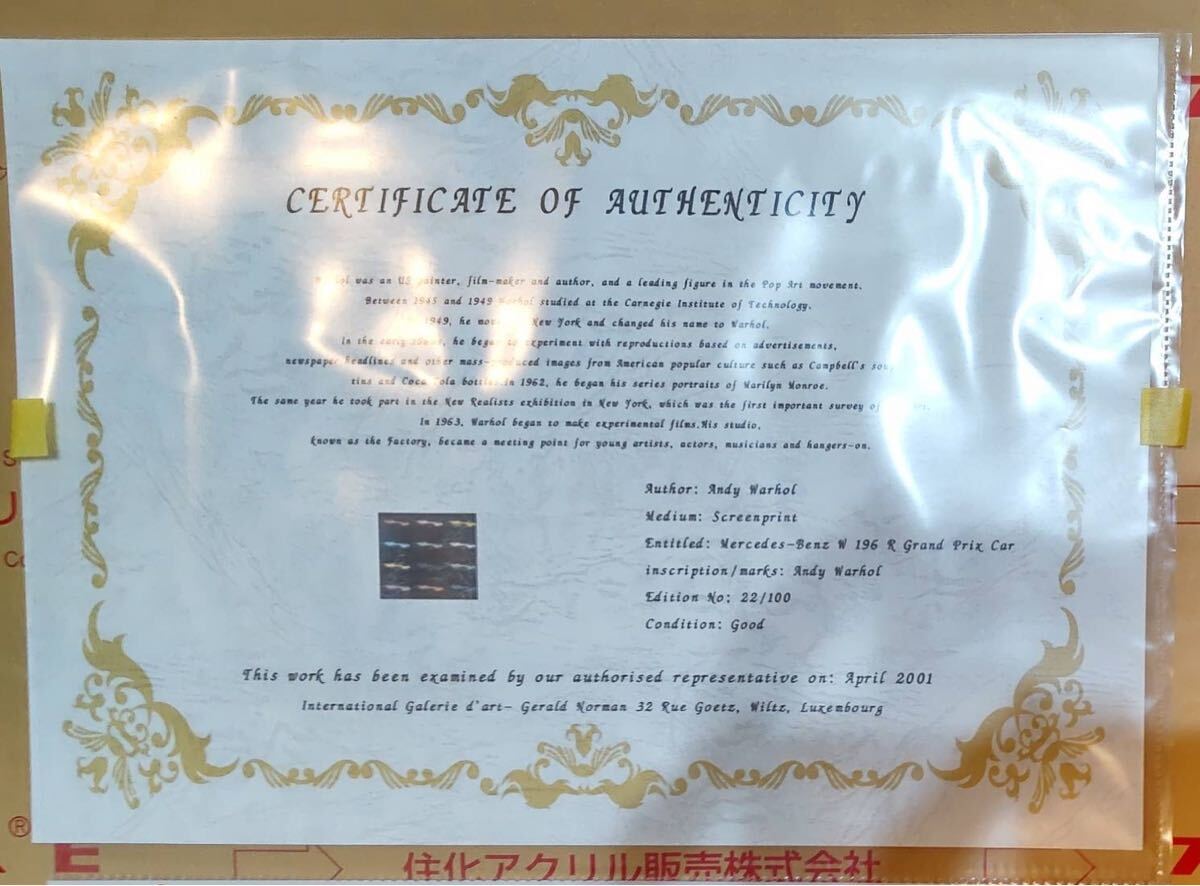 CERTIFICATE OF AUTHENTICITY
was an US painter, film-maker and author, and a leading figure in the Pop Art movement.
Between 1945 and 1949 Warhol studied at the Carnegie Institute of Technology.
1949, he New York and changed his name to Warhol.
In the early he began to experiment with reproductions based on advertisements,
newspaper headlines and other mass-produced images from American popular culture such as Campbell's
tins and Coca Cola bottles.In 1962, he began his series portraits of Marilyn Monroe.
The same year he took part in the New Realists exhibition in New York, which was the first important survey of
In 1963, Warhol began to make experimental films.His studio,
known as the Factory, became a meeting point for young artists, actors, musicians and hangers-on.
Author: Andy Warhol
Medium: Screenprint
Entitled: Mercedes-Benz W 196 R Grand Prix Car
inscription/marks: Andy Warhol
Edition No: 22/100
Condition: Good
This work has been examined by our authorised representative on: April 2001
International Galerie d'art- Gerald Norman 32 Rue Goetz, Wiltz, Luxembourg
®
E
住化アクリル販売株式会社